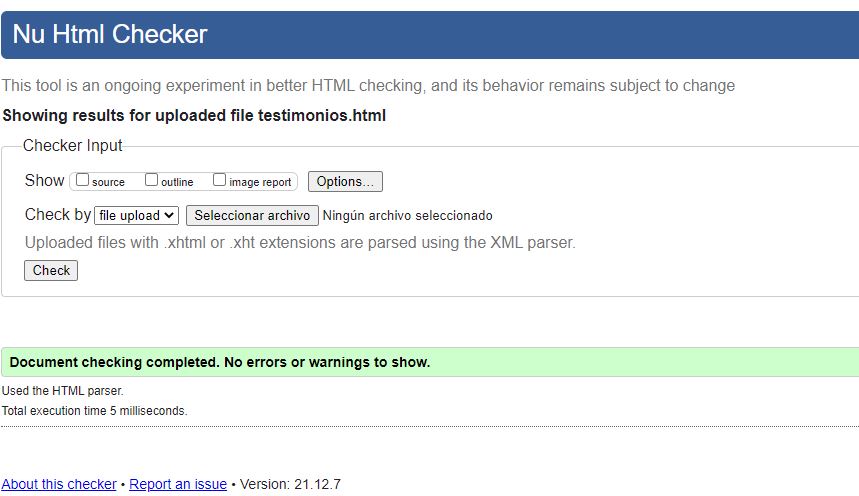 Nu Html Checker
This tool is an ongoing experiment in better HTML checking, and its behavior remains subject to change
Showing results for uploaded file testimonios.html
Checker Input
Show source outline image report Options...
Check by file upload Seleccionar archivo Ningún archivo seleccionado
Uploaded files with .xhtml or .xht extensions are parsed using the XML parser.
Check
Document checking completed. No errors or warnings to show.
Used the HTML parser.
Total execution time 5 milliseconds.
About this checker • Report an issue • Version: 21.12.7